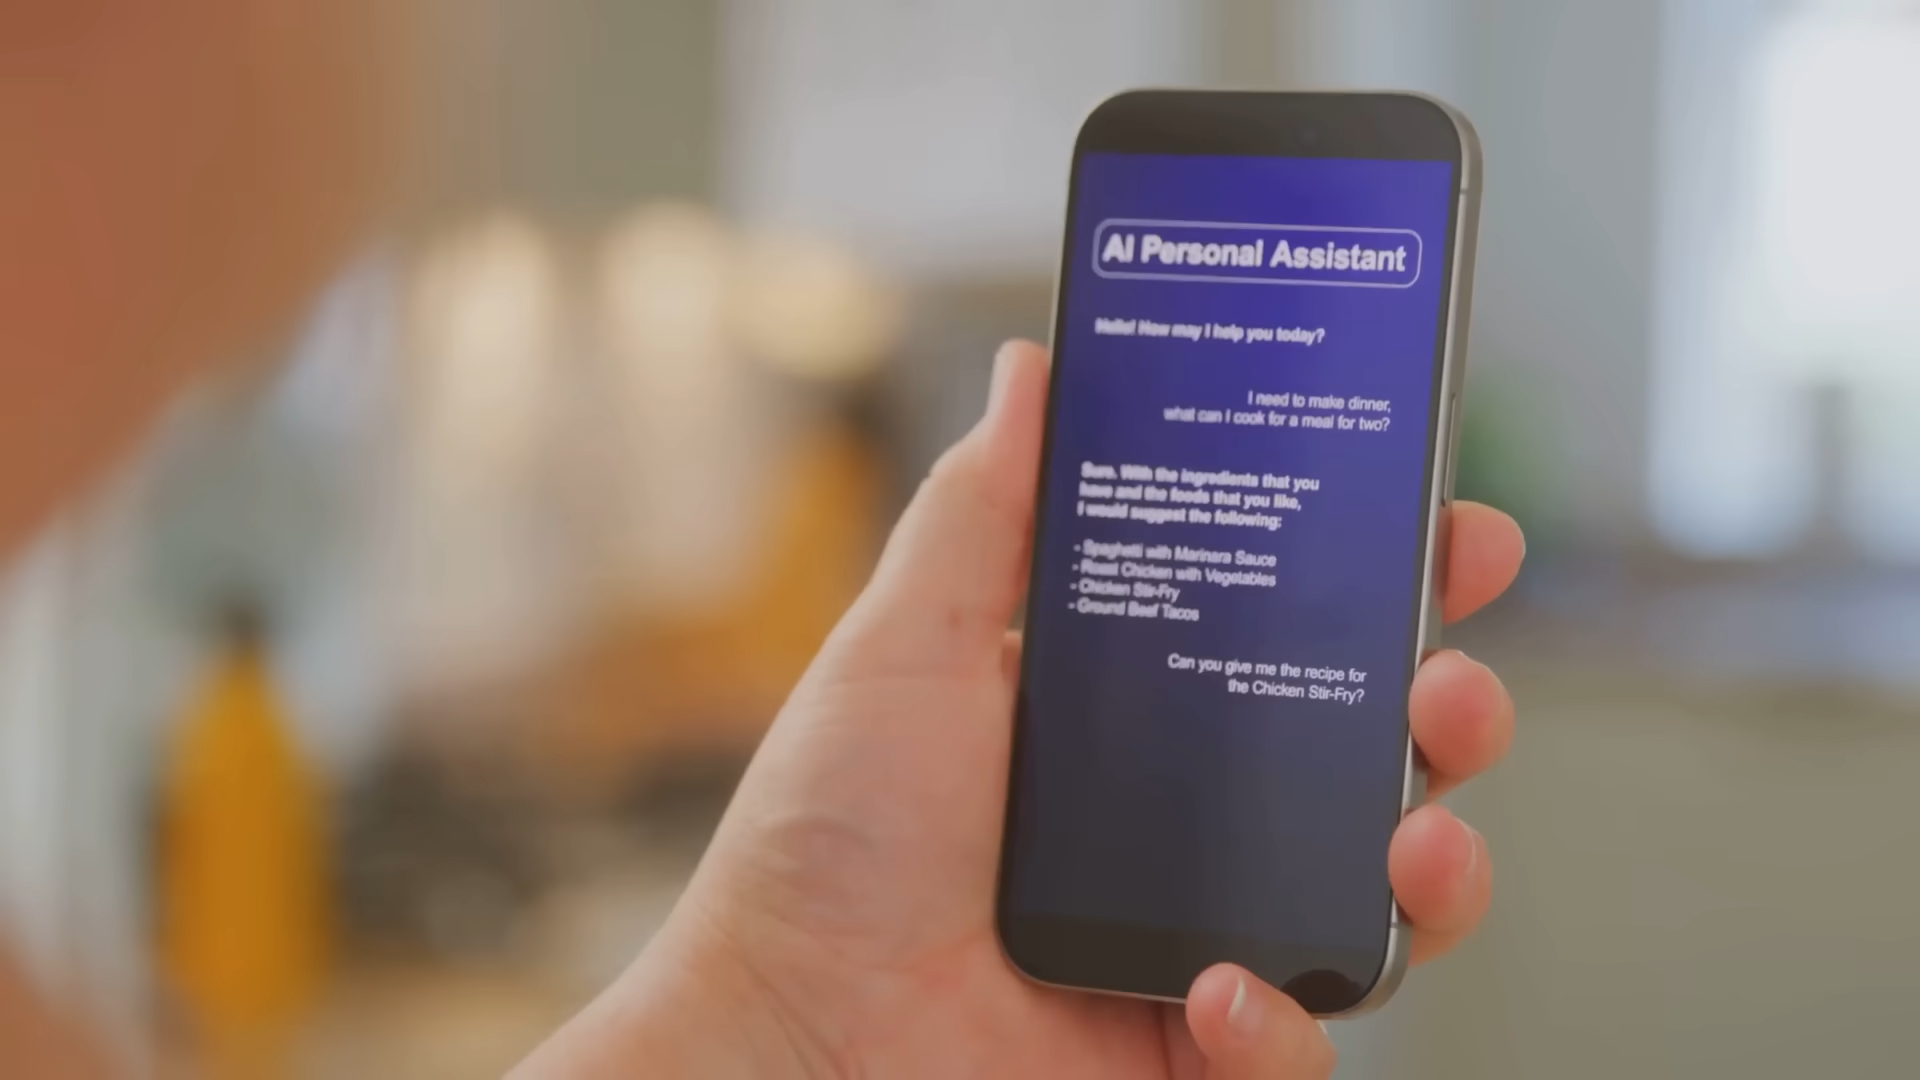 AI Personal Assistant
Hello! How may I help you today?
I need to make dinner,
what can I cook for a meal for two?
Sure. With the ingredients that you
have and the foods that you like,
I would suggest the following:
- Spaghetti with Marinara Sauce
- Roast Chicken with Vegetables
- Chicken Stir-Fry
- Ground Beef Tacos
Can you give me the recipe for
the Chicken Stir-Fry?